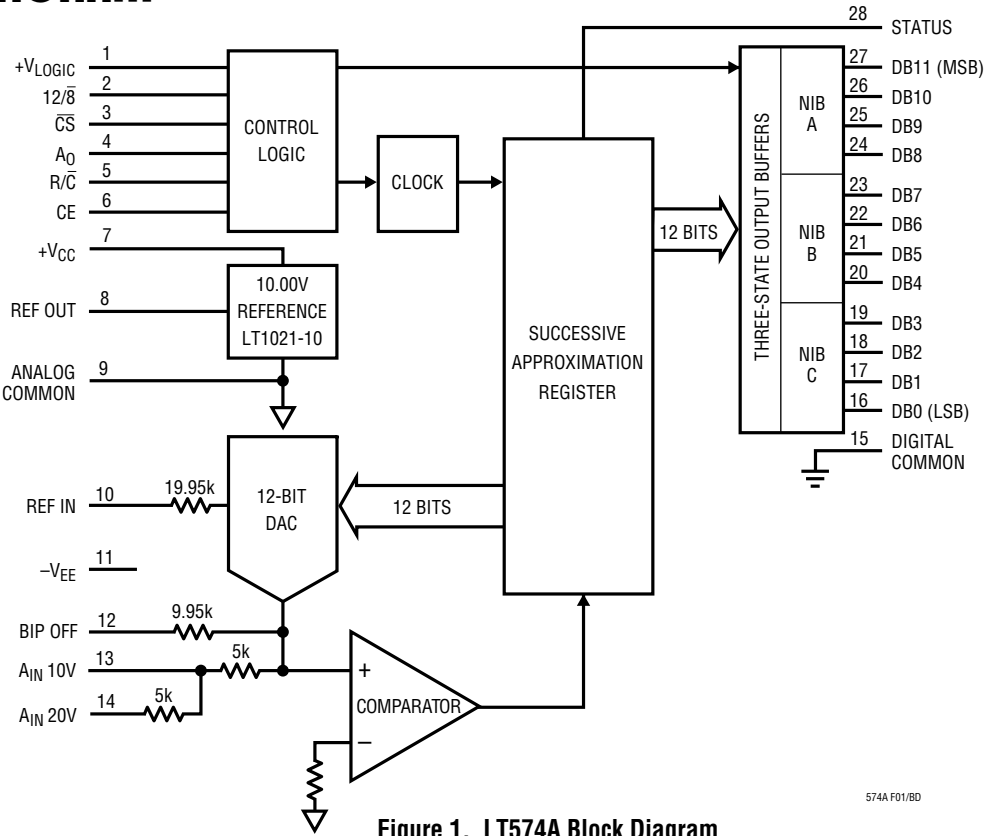 28 STATUS
1 +VLOGIC
2 12/8̅
3 C̅S̅
4 AO
5 R/C̅
6 CE
7 +VCC
8 REF OUT
9 ANALOG
COMMON
10 REF IN
11 –VEE
12 BIP OFF
13 AIN 10V
14 AIN 20V
CONTROL
LOGIC
CLOCK
10.00V
REFERENCE
LT1021-10
12-BIT
DAC
19.95k
9.95k
5k
5k
12 BITS
+
COMPARATOR
–
SUCCESSIVE
APPROXIMATION
REGISTER
12 BITS
THREE-STATE OUTPUT BUFFERS
NIB
A
NIB
B
NIB
C
27 DB11 (MSB)
26 DB10
25 DB9
24 DB8
23 DB7
22 DB6
21 DB5
20 DB4
19 DB3
18 DB2
17 DB1
16 DB0 (LSB)
15 DIGITAL
COMMON
574A F01/BD
Figure 1. LT574A Block Diagram